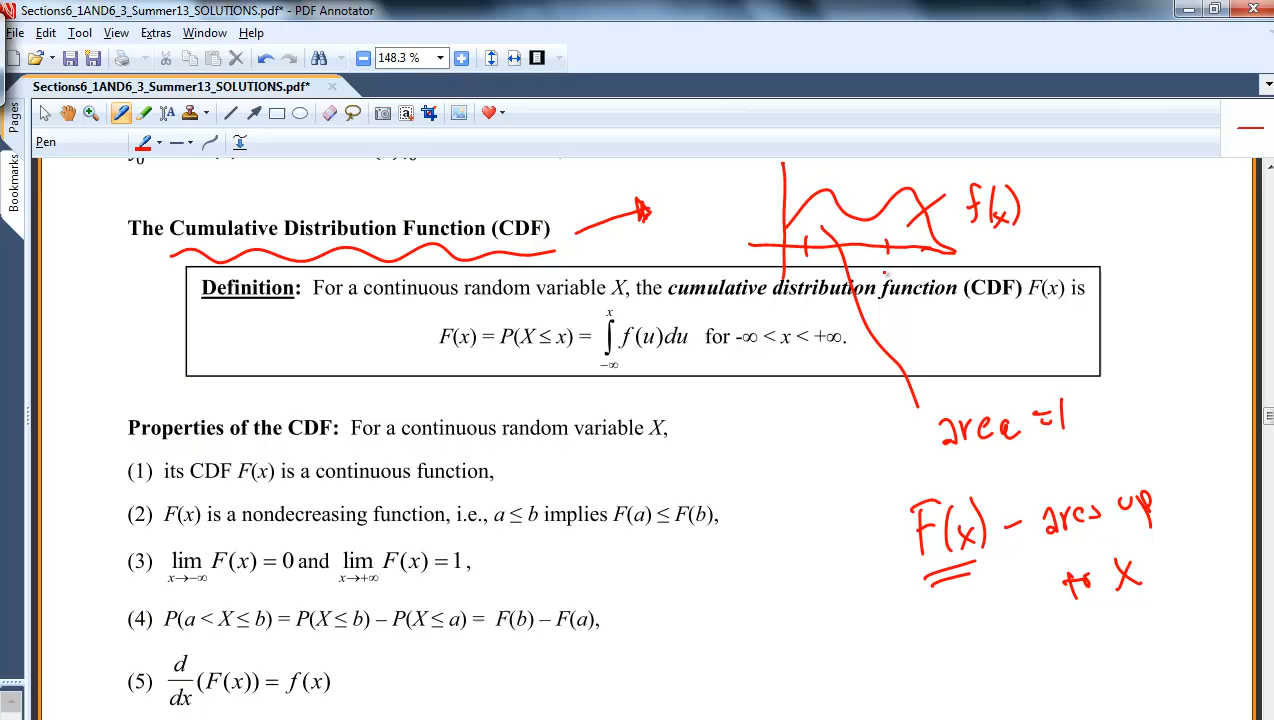 Sections6_1AND6_3_Summer13_SOLUTIONS.pdf* - PDF Annotator
File Edit Tool View Extras Window Help
148.3 %
Sections6_1AND6_3_Summer13_SOLUTIONS.pdf*
Pen
Pages
Bookmarks
The Cumulative Distribution Function (CDF)
f(x)
Definition: For a continuous random variable X, the cumulative distribution function (CDF) F(x) is
F(x) = P(X ≤ x) = ∫_{-∞}^{x} f(u)du for -∞ < x < +∞.
area = 1
Properties of the CDF: For a continuous random variable X,
(1) its CDF F(x) is a continuous function,
(2) F(x) is a nondecreasing function, i.e., a ≤ b implies F(a) ≤ F(b),
F(x) – area up
to x
(3) lim_{x→-∞} F(x) = 0 and lim_{x→+∞} F(x) = 1,
(4) P(a < X ≤ b) = P(X ≤ b) – P(X ≤ a) = F(b) – F(a),
(5) d/dx (F(x)) = f(x)